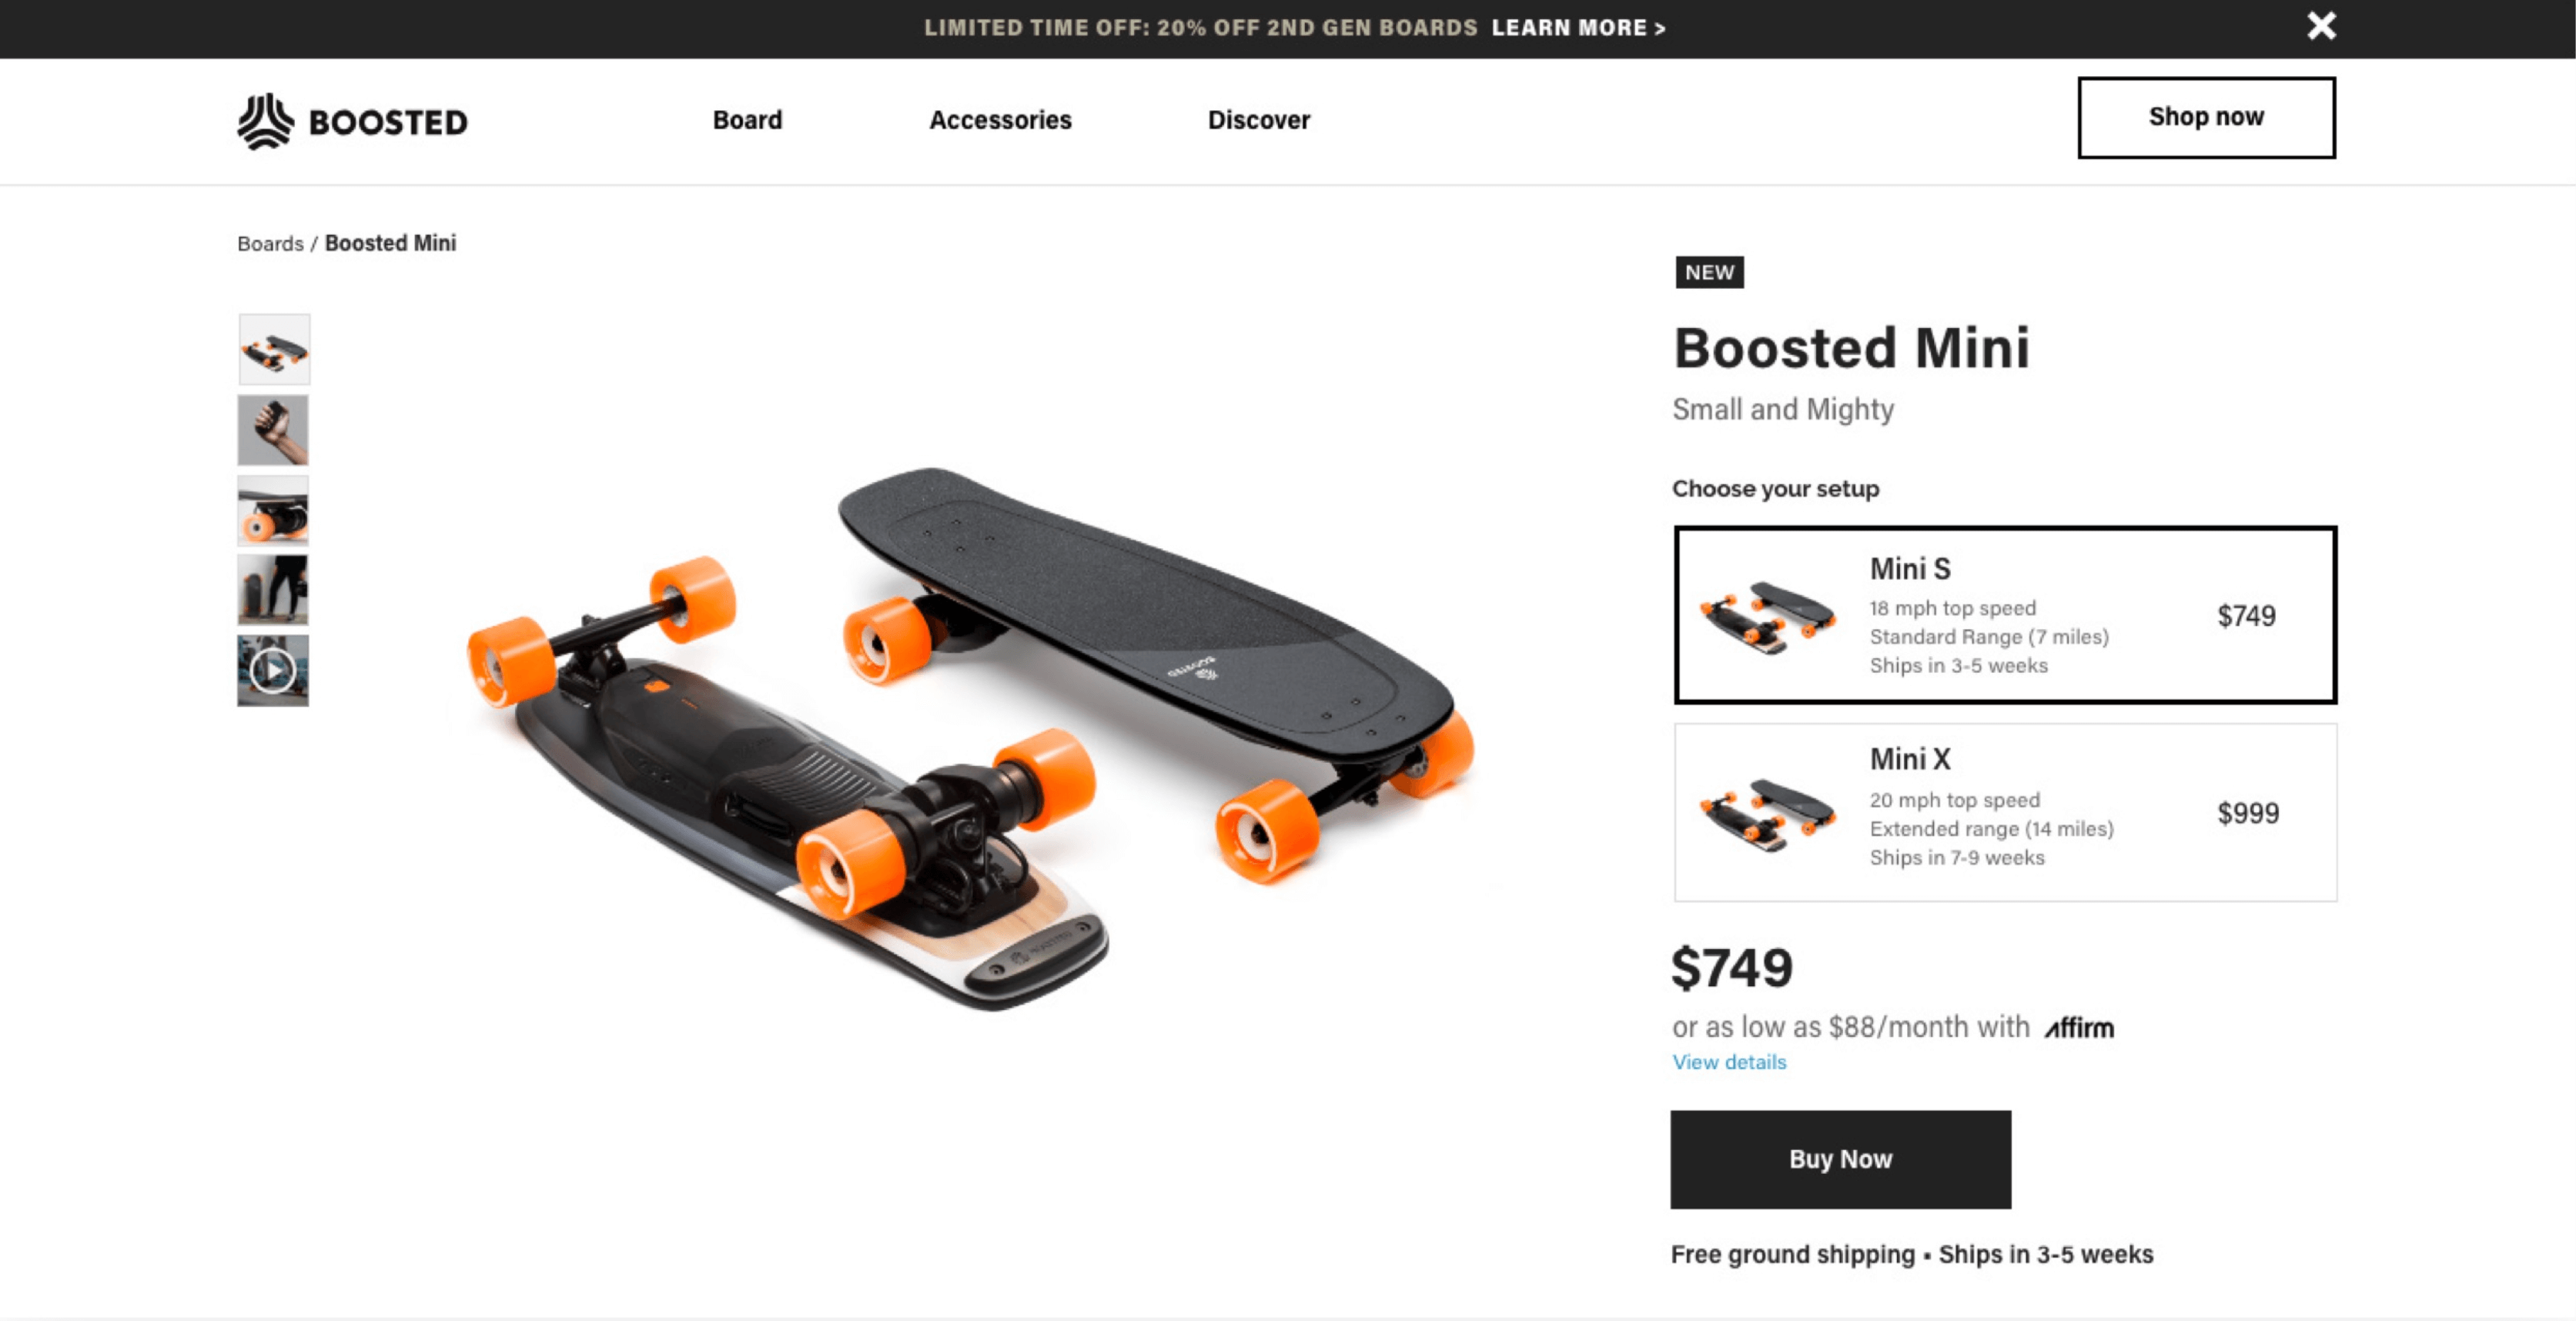 LIMITED TIME OFF: 20% OFF 2ND GEN BOARDS LEARN MORE >
BOOSTED
Board
Accessories
Discover
Shop now
Boards / Boosted Mini
NEW
Boosted Mini
Small and Mighty
Choose your setup
Mini S
18 mph top speed
Standard Range (7 miles)
Ships in 3-5 weeks
$749
Mini X
20 mph top speed
Extended range (14 miles)
Ships in 7-9 weeks
$999
BOOSTED
BOOSTED
$749
or as low as $88/month with affirm
View details
Buy Now
Free ground shipping ▪ Ships in 3-5 weeks